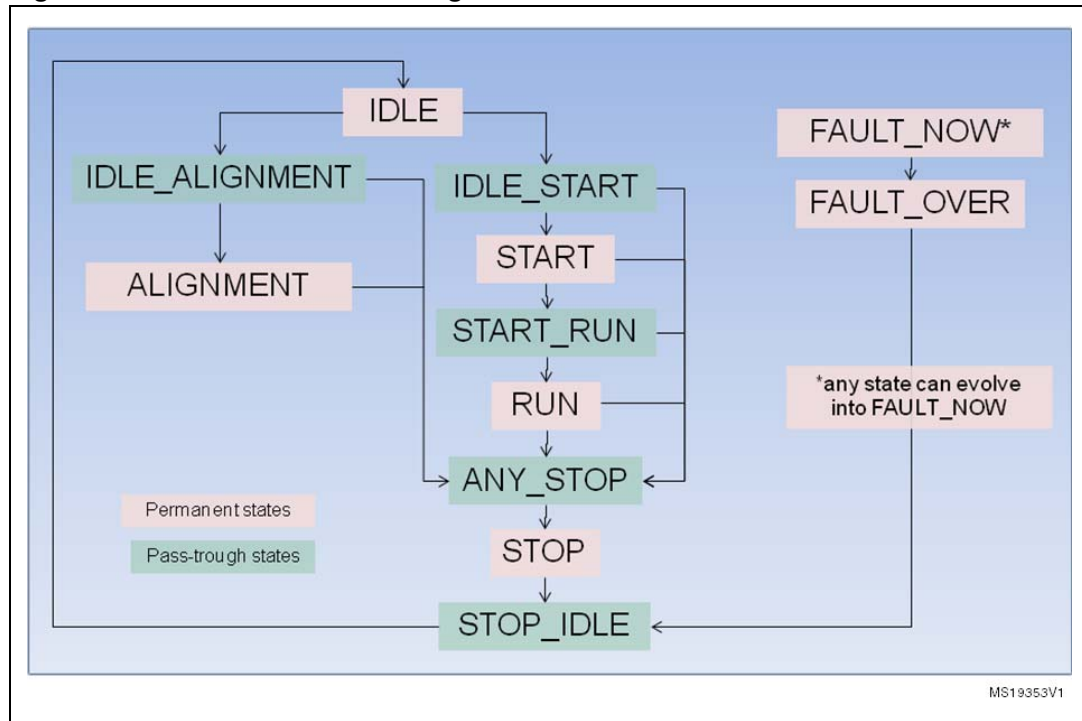 IDLE
IDLE_ALIGNMENT
ALIGNMENT
IDLE_START
START
START_RUN
RUN
ANY_STOP
STOP
STOP_IDLE
FAULT_NOW*
FAULT_OVER
*any state can evolve
into FAULT_NOW
Permanent states
Pass-trough states
MS19353V1